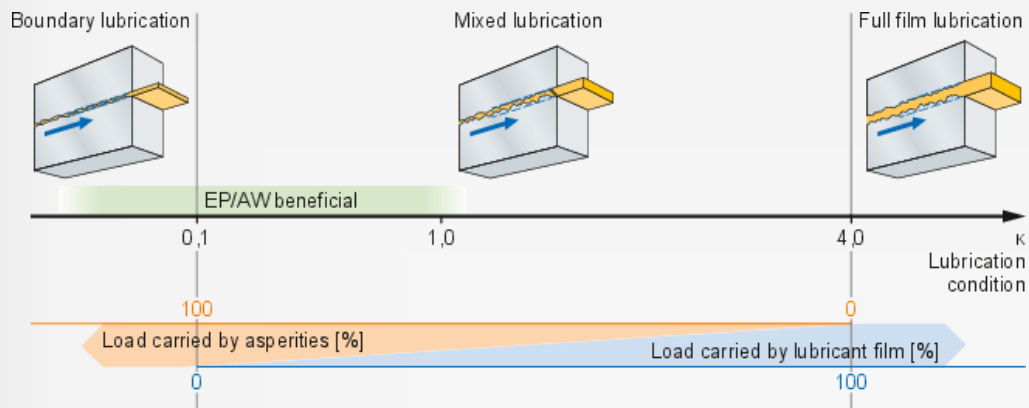 Boundary lubrication
Mixed lubrication
Full film lubrication
EP/AW beneficial
0,1
1,0
4,0
κ
Lubrication
condition
100
0
Load carried by asperities [%]
Load carried by lubricant film [%]
0
100